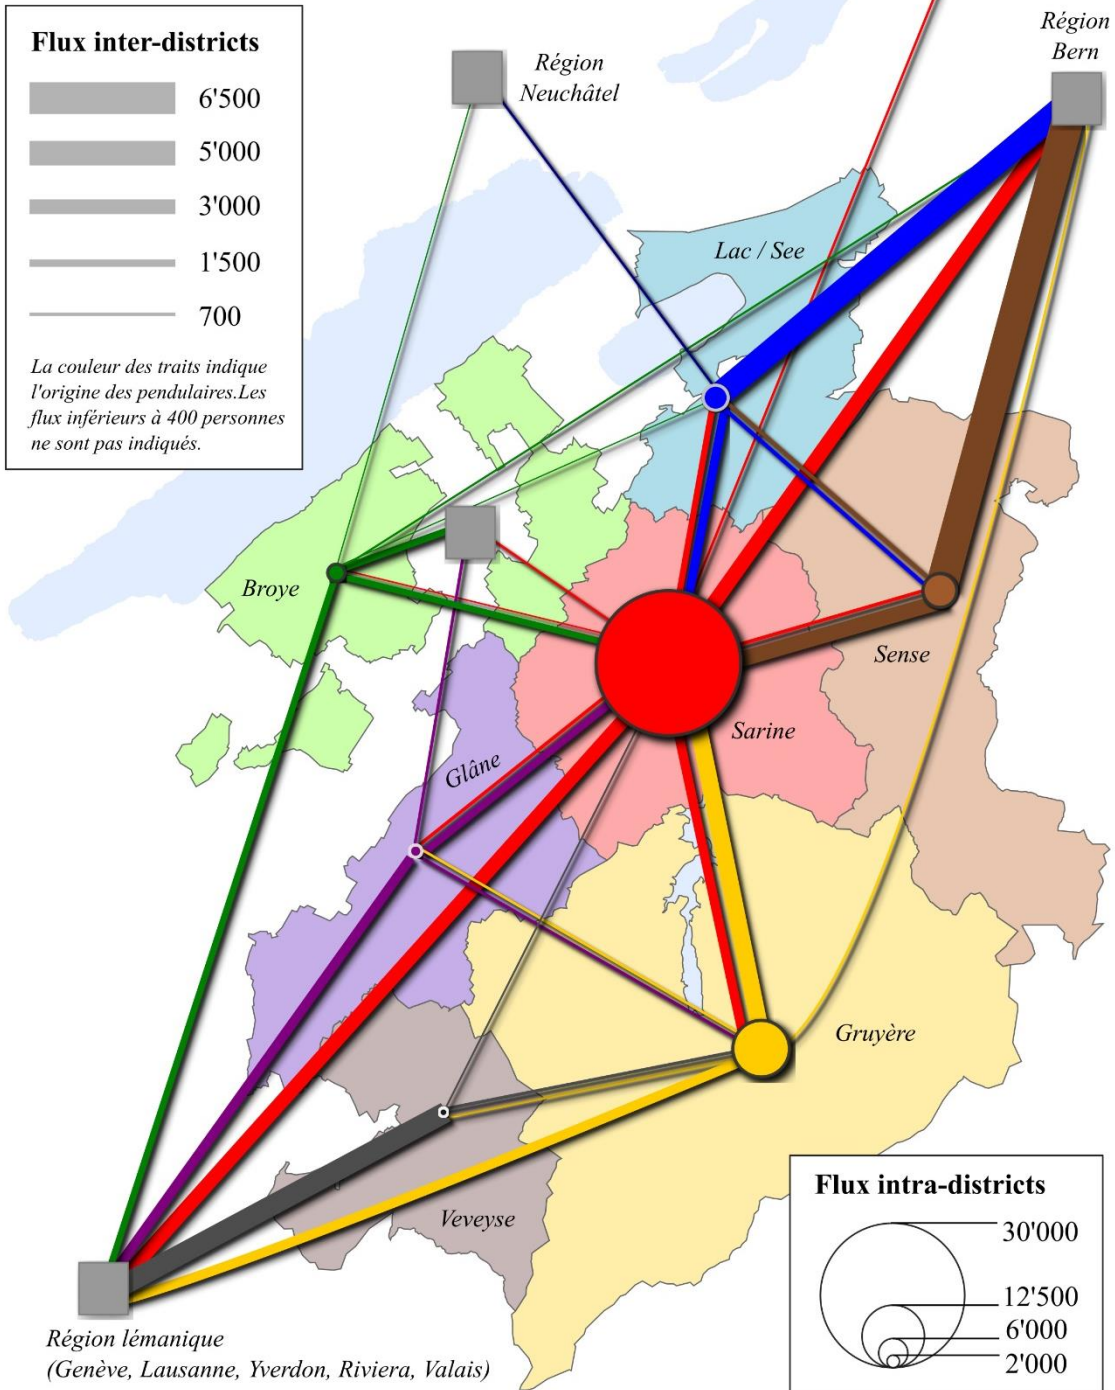 Flux inter-districts
6'500
5'000
3'000
1'500
700
La couleur des traits indique
l'origine des pendulaires.Les
flux inférieurs à 400 personnes
ne sont pas indiqués.
Région
Neuchâtel
Région
Bern
Lac / See
Broye
Sense
Sarine
Glâne
Gruyère
Veveyse
Région lémanique
(Genève, Lausanne, Yverdon, Riviera, Valais)
Flux intra-districts
30'000
12'500
6'000
2'000